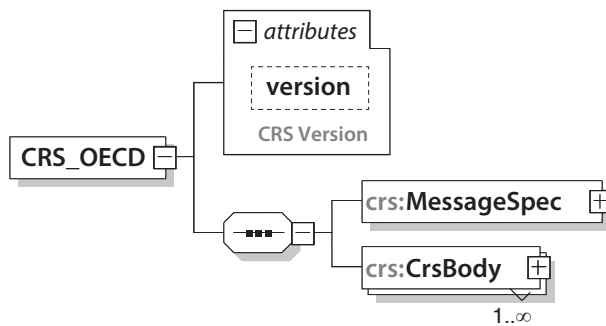 attributes
version
CRS Version
CRS_OECD
crs:MessageSpec
crs:CrsBody
1..∞